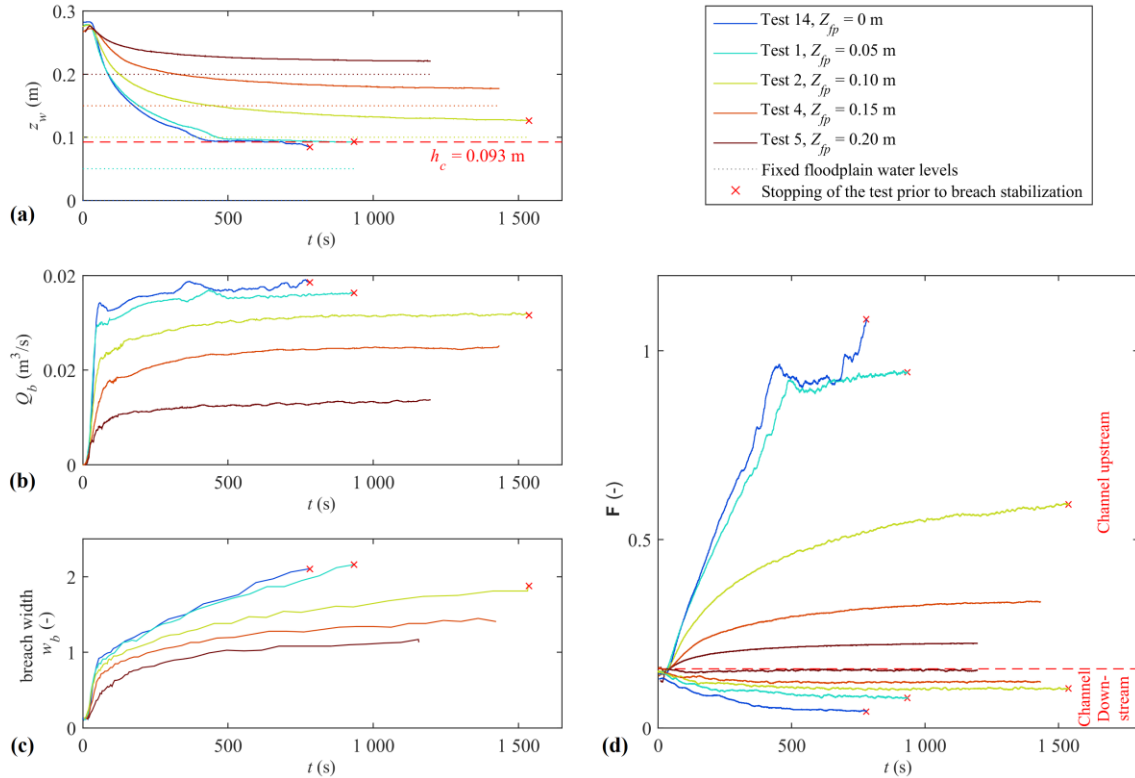 0.3
0.2
0.1
0
z_w (m)
h_c = 0.093 m
0
500
1 000
1 500
(a)
t (s)
Test 14, Z_fp = 0 m
Test 1, Z_fp = 0.05 m
Test 2, Z_fp = 0.10 m
Test 4, Z_fp = 0.15 m
Test 5, Z_fp = 0.20 m
Fixed floodplain water levels
Stopping of the test prior to breach stabilization
0.02
0.02
0
Q_b (m³/s)
0
500
1 000
1 500
(b)
t (s)
2
1
0
breach width
w_b (-)
0
500
1 000
1 500
(c)
t (s)
1
0.5
0
F (-)
Channel upstream
Channel
Down-
stream
0
500
1 000
1 500
(d)
t (s)